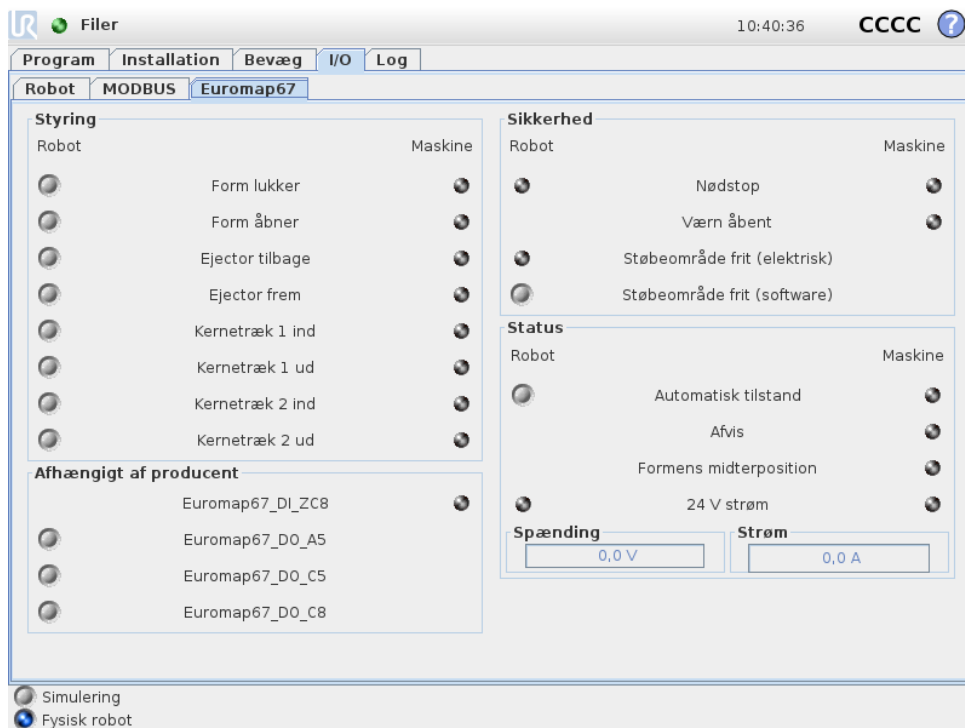 UR Filer 10:40:36 CCCC ?
Program Installation Bevæg I/O Log
Robot MODBUS Euromap67
Styring
Robot Maskine
Form lukker
Form åbner
Ejector tilbage
Ejector frem
Kernetræk 1 ind
Kernetræk 1 ud
Kernetræk 2 ind
Kernetræk 2 ud
Afhængigt af producent
Euromap67_DI_ZC8
Euromap67_DO_A5
Euromap67_DO_C5
Euromap67_DO_C8
Sikkerhed
Robot Maskine
Nødstop
Værn åbent
Støbeområde frit (elektrisk)
Støbeområde frit (software)
Status
Robot Maskine
Automatisk tilstand
Afvis
Formens midterposition
24 V strøm
Spænding Strøm
0,0 V 0,0 A
Simulering
Fysisk robot